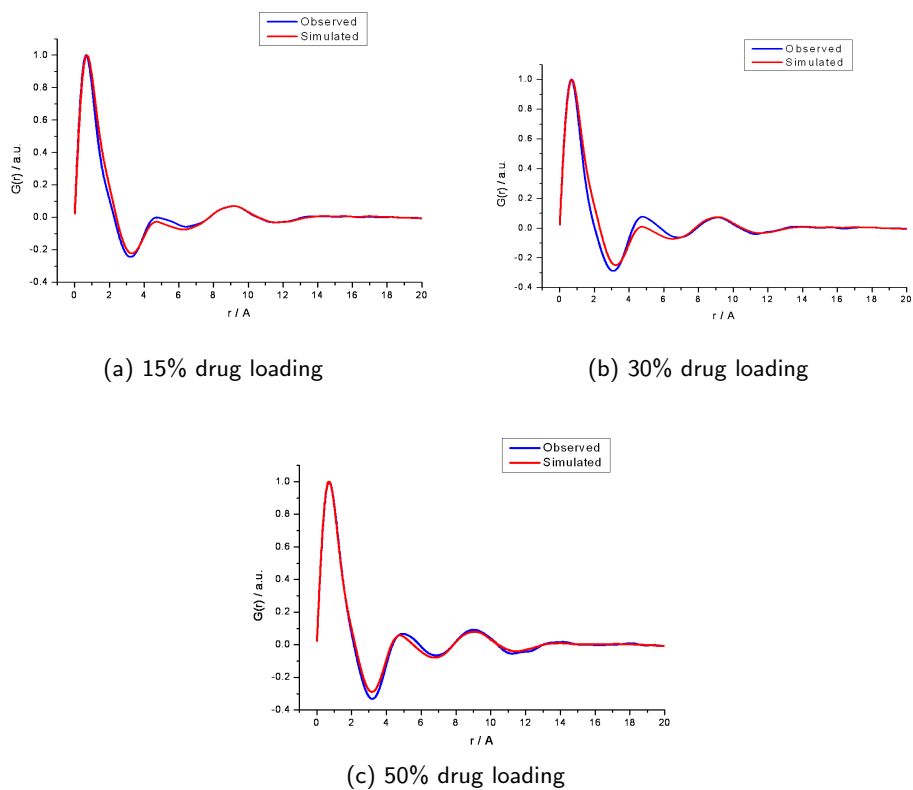 Observed
Simulated
1.0
0.8
0.6
0.4
0.2
0.0
-0.2
-0.4
G(r) / a.u.
0 2 4 6 8 10 12 14 16 18 20
r / A
(a) 15% drug loading
Observed
Simulated
1.0
0.8
0.6
0.4
0.2
0.0
-0.2
-0.4
G(r) / a.u.
0 2 4 6 8 10 12 14 16 18 20
r / A
(b) 30% drug loading
Observed
Simulated
1.0
0.8
0.6
0.4
0.2
0.0
-0.2
-0.4
G(r) / a.u.
0 2 4 6 8 10 12 14 16 18 20
r / A
(c) 50% drug loading